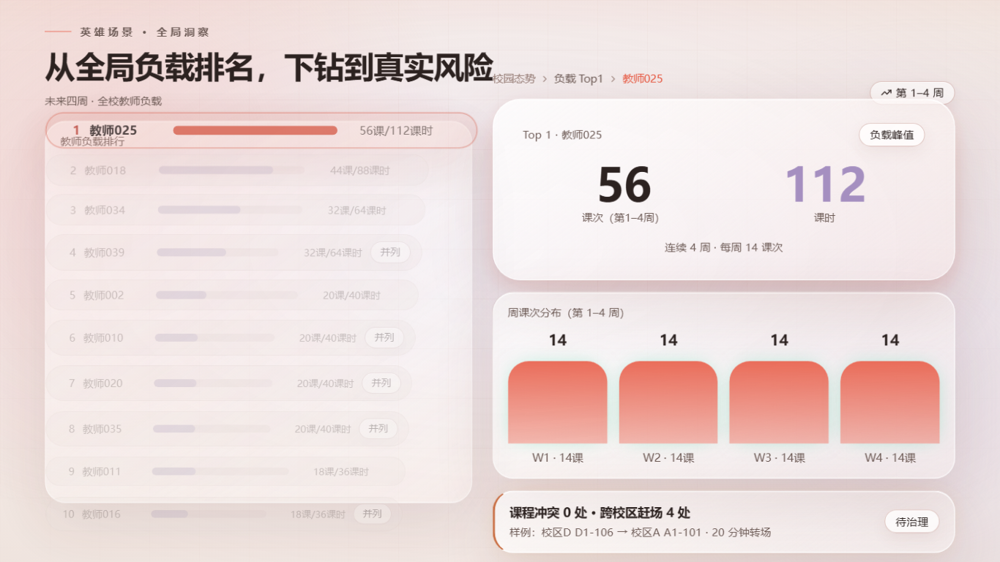 英雄场景 • 全局洞察
从全局负载排名，下钻到真实风险
校园态势 › 负载 Top1 › 教师025
未来四周 · 全校教师负载
第 1–4 周
1 教师025 56课/112课时
教师负载排行
2 教师018 44课/88课时
3 教师034 32课/64课时
4 教师039 32课/64课时 并列
5 教师002 20课/40课时
6 教师010 20课/40课时 并列
7 教师020 20课/40课时 并列
8 教师035 20课/40课时 并列
9 教师011 18课/36课时
10 教师016 18课/36课时 并列
Top 1 · 教师025
负载峰值
56 112
课次（第1–4周） 课时
连续 4 周 · 每周 14 课次
周课次分布（第 1–4 周）
14 14 14 14
W1 · 14课 W2 · 14课 W3 · 14课 W4 · 14课
课程冲突 0 处 • 跨校区赶场 4 处
样例：校区D D1-106 → 校区A A1-101 · 20 分钟转场
待治理